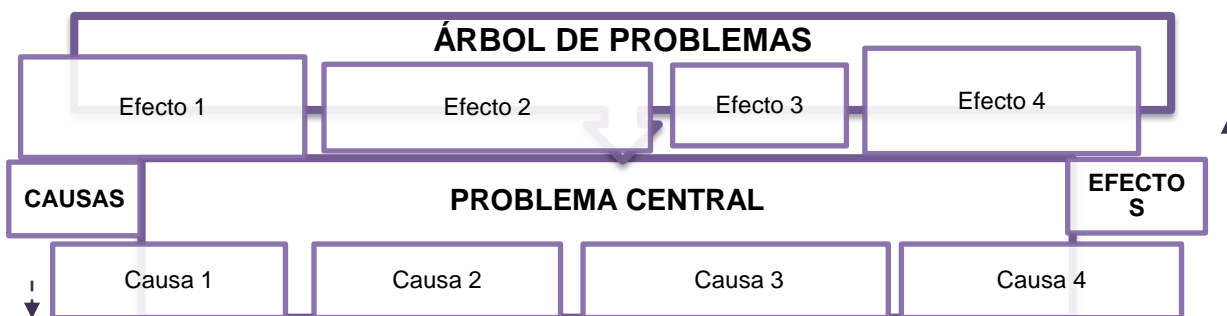 ÁRBOL DE PROBLEMAS
Efecto 1
Efecto 2
Efecto 3
Efecto 4
CAUSAS
PROBLEMA CENTRAL
EFECTO
S
Causa 1
Causa 2
Causa 3
Causa 4